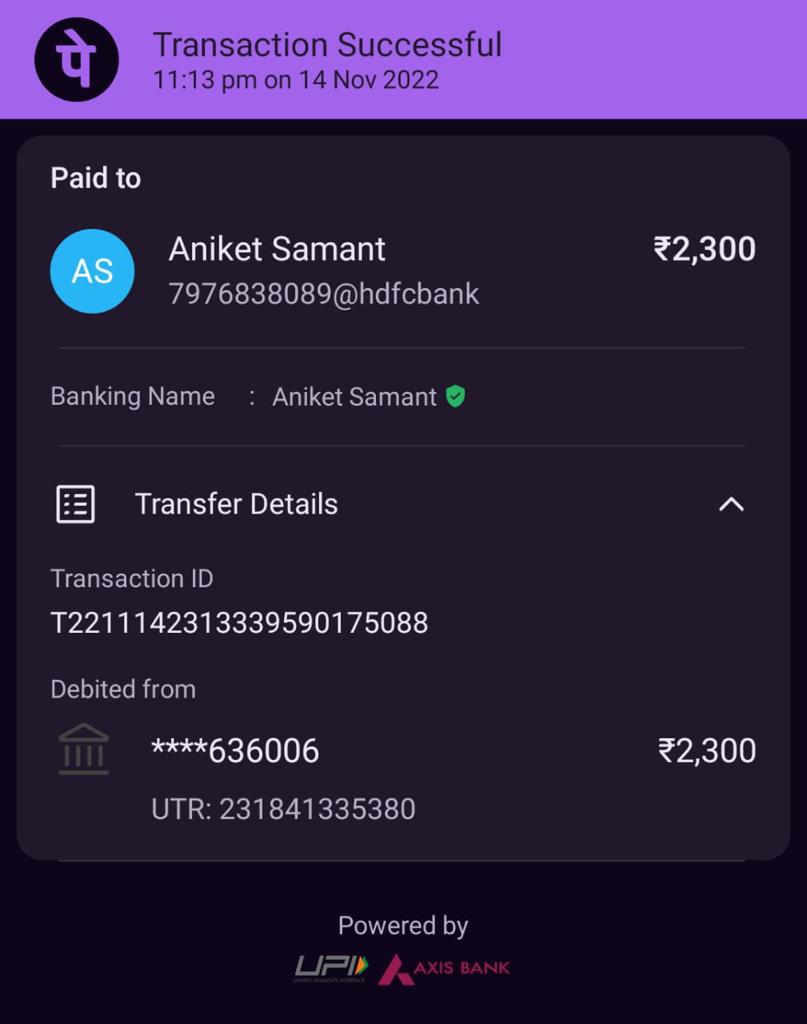 पे
Transaction Successful
11:13 pm on 14 Nov 2022
Paid to
AS
Aniket Samant
₹2,300
7976838089@hdfcbank
Banking Name : Aniket Samant
Transfer Details
Transaction ID
T2211142313339590175088
Debited from
****636006
₹2,300
UTR: 231841335380
Powered by
UPI
UNIFIED PAYMENTS INTERFACE
AXIS BANK